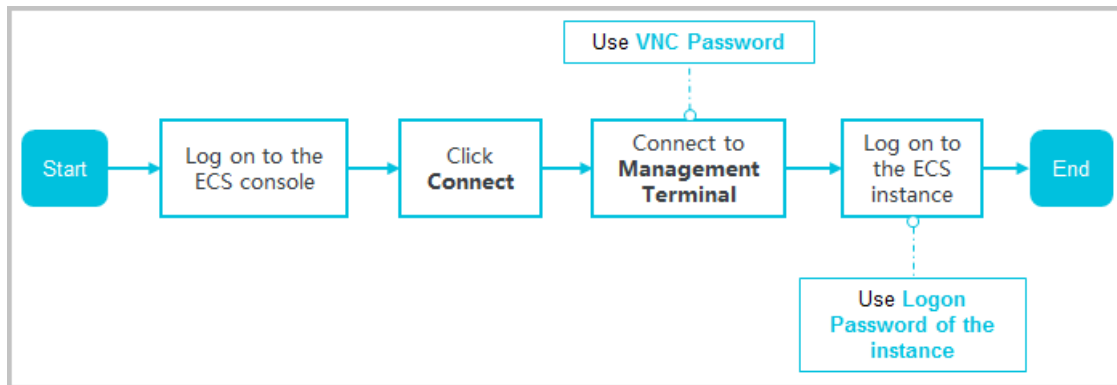 Use VNC Password
Start
Log on to the
ECS console
Click
Connect
Connect to
Management
Terminal
Log on to
the ECS
instance
End
Use Logon
Password of the
instance